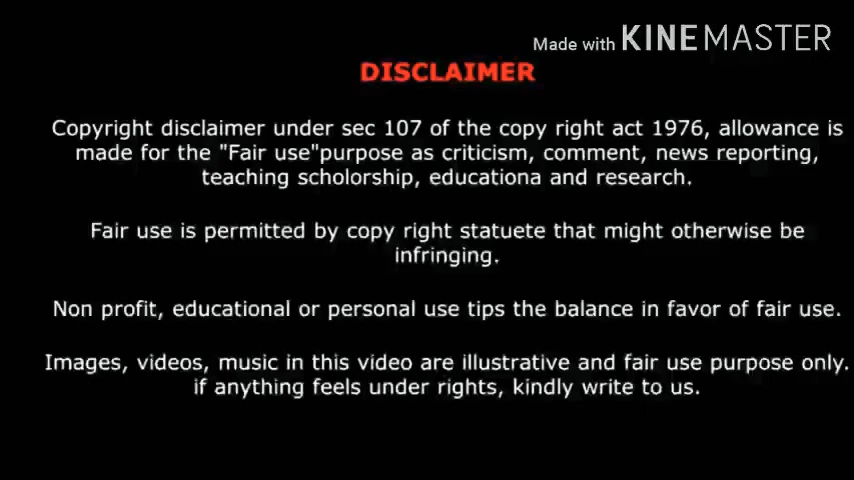 Made with KINEMASTER
DISCLAIMER
Copyright disclaimer under sec 107 of the copy right act 1976, allowance is
made for the "Fair use"purpose as criticism, comment, news reporting,
teaching scholorship, educationa and research.
Fair use is permitted by copy right statuete that might otherwise be
infringing.
Non profit, educational or personal use tips the balance in favor of fair use.
Images, videos, music in this video are illustrative and fair use purpose only.
if anything feels under rights, kindly write to us.